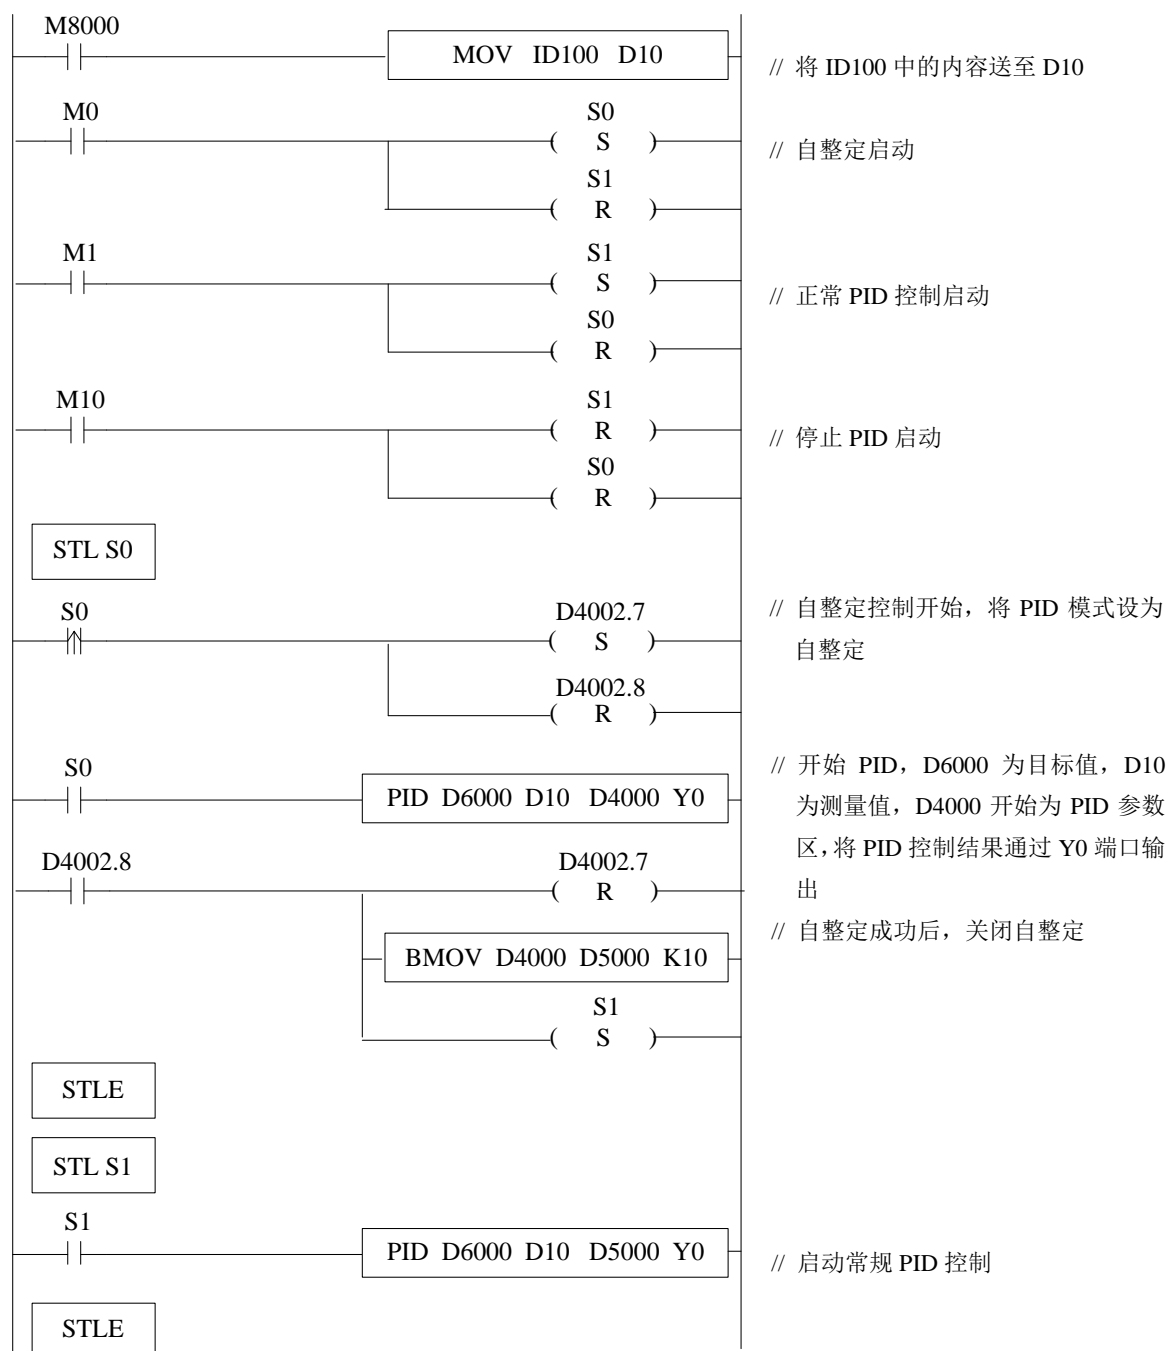 M8000
MOV ID100 D10
// 将 ID100 中的内容送至 D10
M0
S0
( S )
// 自整定启动
S1
( R )
M1
S1
( S )
// 正常 PID 控制启动
S0
( R )
M10
S1
( R )
// 停止 PID 启动
S0
( R )
STL S0
S0
D4002.7
( S )
// 自整定控制开始，将 PID 模式设为
自整定
D4002.8
( R )
S0
PID D6000 D10 D4000 Y0
// 开始 PID，D6000 为目标值，D10
为测量值，D4000 开始为 PID 参数
区，将 PID 控制结果通过 Y0 端口输
出
D4002.8
D4002.7
( R )
// 自整定成功后，关闭自整定
BMOV D4000 D5000 K10
S1
( S )
STLE
STL S1
S1
PID D6000 D10 D5000 Y0
// 启动常规 PID 控制
STLE